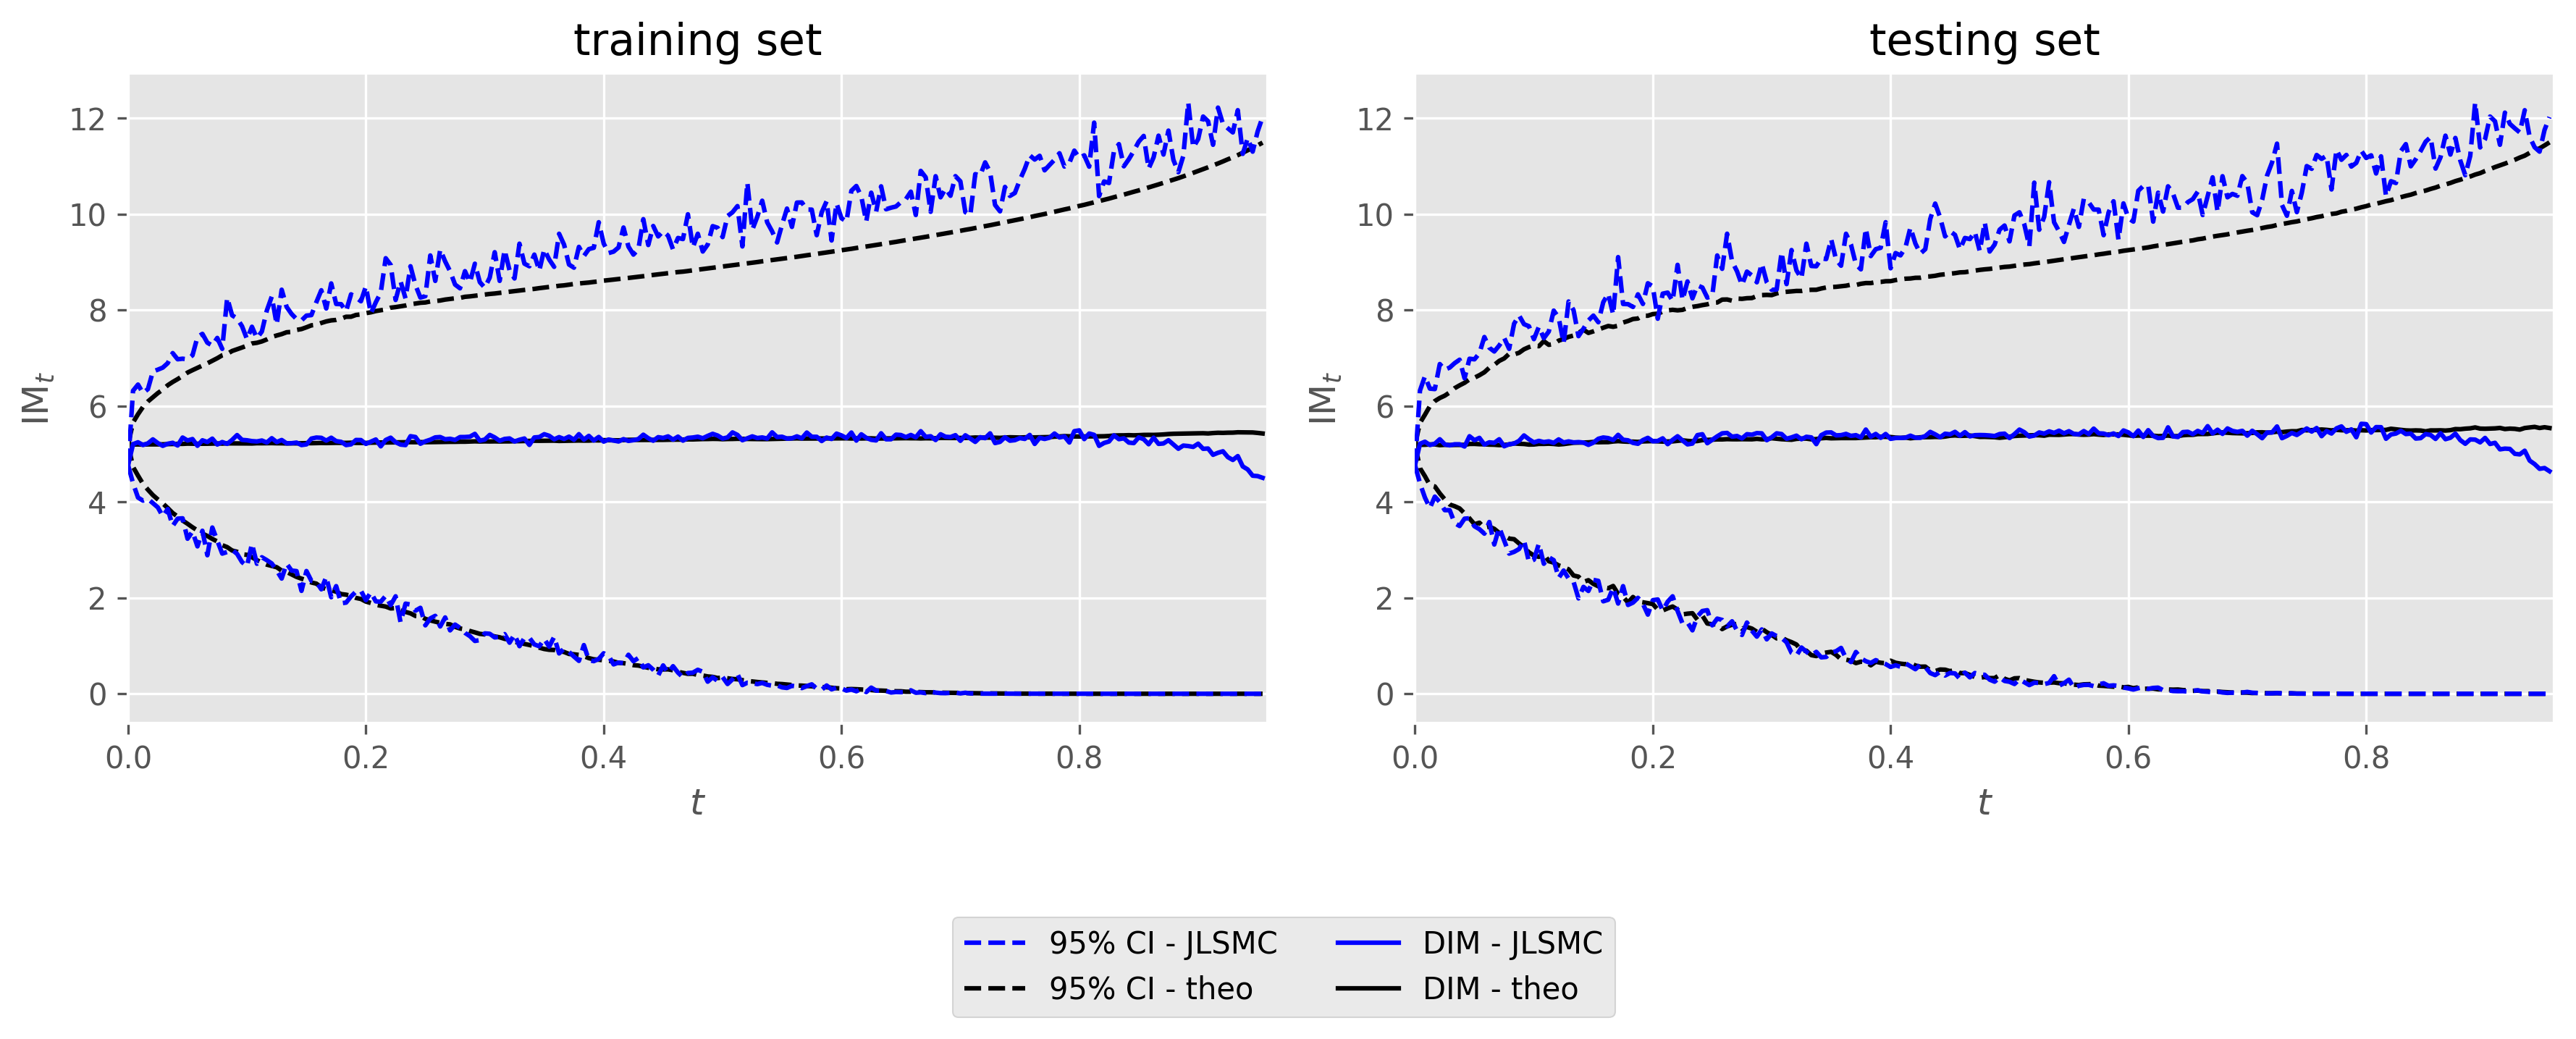 training set
testing set
12
10
8
6
4
2
0
IM_t
0.0 0.2 0.4 0.6 0.8
t
12
10
8
6
4
2
0
IM_t
0.0 0.2 0.4 0.6 0.8
t
95% CI - JLSMC
DIM - JLSMC
95% CI - theo
DIM - theo